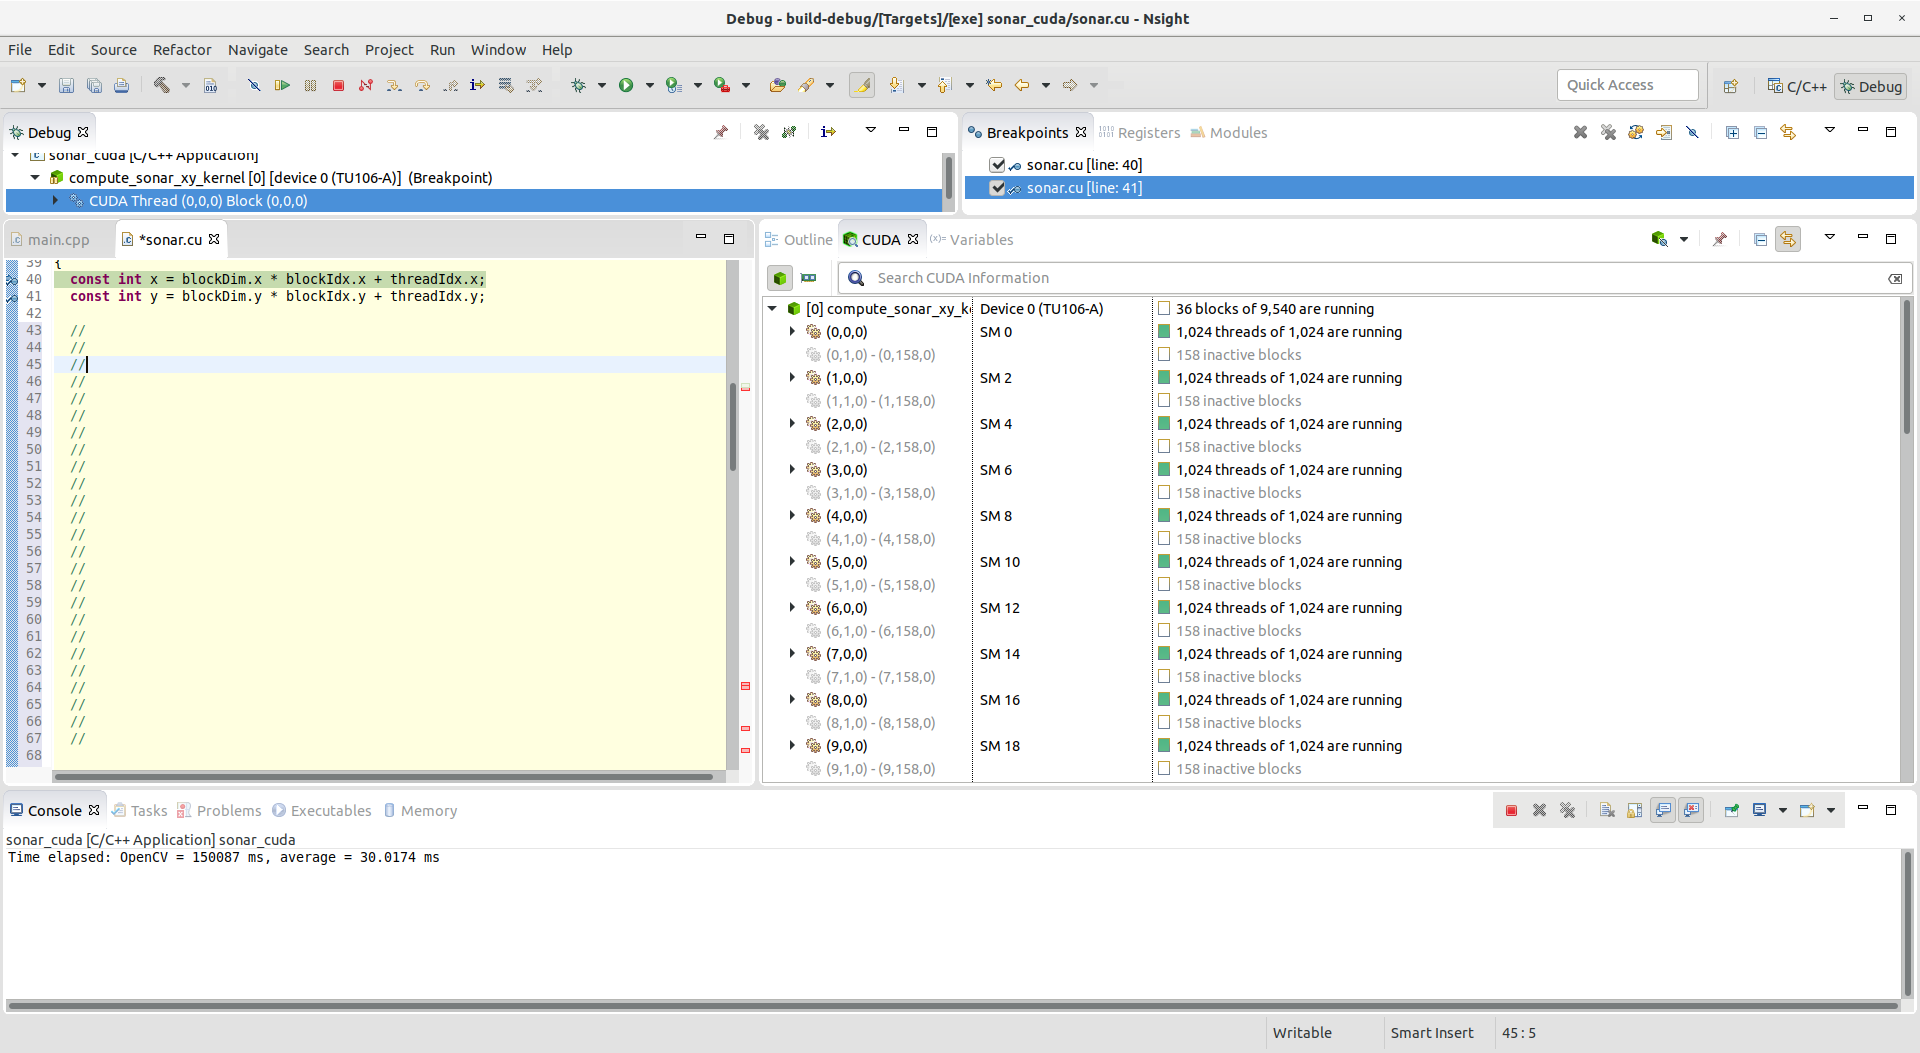 Debug - build-debug/[Targets]/[exe] sonar_cuda/sonar.cu - Nsight
File Edit Source Refactor Navigate Search Project Run Window Help
Quick Access
C/C++
Debug
Debug
sonar_cuda [C/C++ Application]
compute_sonar_xy_kernel [0] [device 0 (TU106-A)] (Breakpoint)
CUDA Thread (0,0,0) Block (0,0,0)
Breakpoints Registers Modules
sonar.cu [line: 40]
sonar.cu [line: 41]
main.cpp *sonar.cu
39 {
40 const int x = blockDim.x * blockIdx.x + threadIdx.x;
41 const int y = blockDim.y * blockIdx.y + threadIdx.y;
42
43 //
44 //
45 //
46 //
47 //
48 //
49 //
50 //
51 //
52 //
53 //
54 //
55 //
56 //
57 //
58 //
59 //
60 //
61 //
62 //
63 //
64 //
65 //
66 //
67 //
68
Outline CUDA (x)= Variables
Search CUDA Information
[0] compute_sonar_xy_k Device 0 (TU106-A) 36 blocks of 9,540 are running
(0,0,0) SM 0 1,024 threads of 1,024 are running
(0,1,0) - (0,158,0) 158 inactive blocks
(1,0,0) SM 2 1,024 threads of 1,024 are running
(1,1,0) - (1,158,0) 158 inactive blocks
(2,0,0) SM 4 1,024 threads of 1,024 are running
(2,1,0) - (2,158,0) 158 inactive blocks
(3,0,0) SM 6 1,024 threads of 1,024 are running
(3,1,0) - (3,158,0) 158 inactive blocks
(4,0,0) SM 8 1,024 threads of 1,024 are running
(4,1,0) - (4,158,0) 158 inactive blocks
(5,0,0) SM 10 1,024 threads of 1,024 are running
(5,1,0) - (5,158,0) 158 inactive blocks
(6,0,0) SM 12 1,024 threads of 1,024 are running
(6,1,0) - (6,158,0) 158 inactive blocks
(7,0,0) SM 14 1,024 threads of 1,024 are running
(7,1,0) - (7,158,0) 158 inactive blocks
(8,0,0) SM 16 1,024 threads of 1,024 are running
(8,1,0) - (8,158,0) 158 inactive blocks
(9,0,0) SM 18 1,024 threads of 1,024 are running
(9,1,0) - (9,158,0) 158 inactive blocks
Console Tasks Problems Executables Memory
sonar_cuda [C/C++ Application] sonar_cuda
Time elapsed: OpenCV = 150087 ms, average = 30.0174 ms
Writable Smart Insert 45 : 5